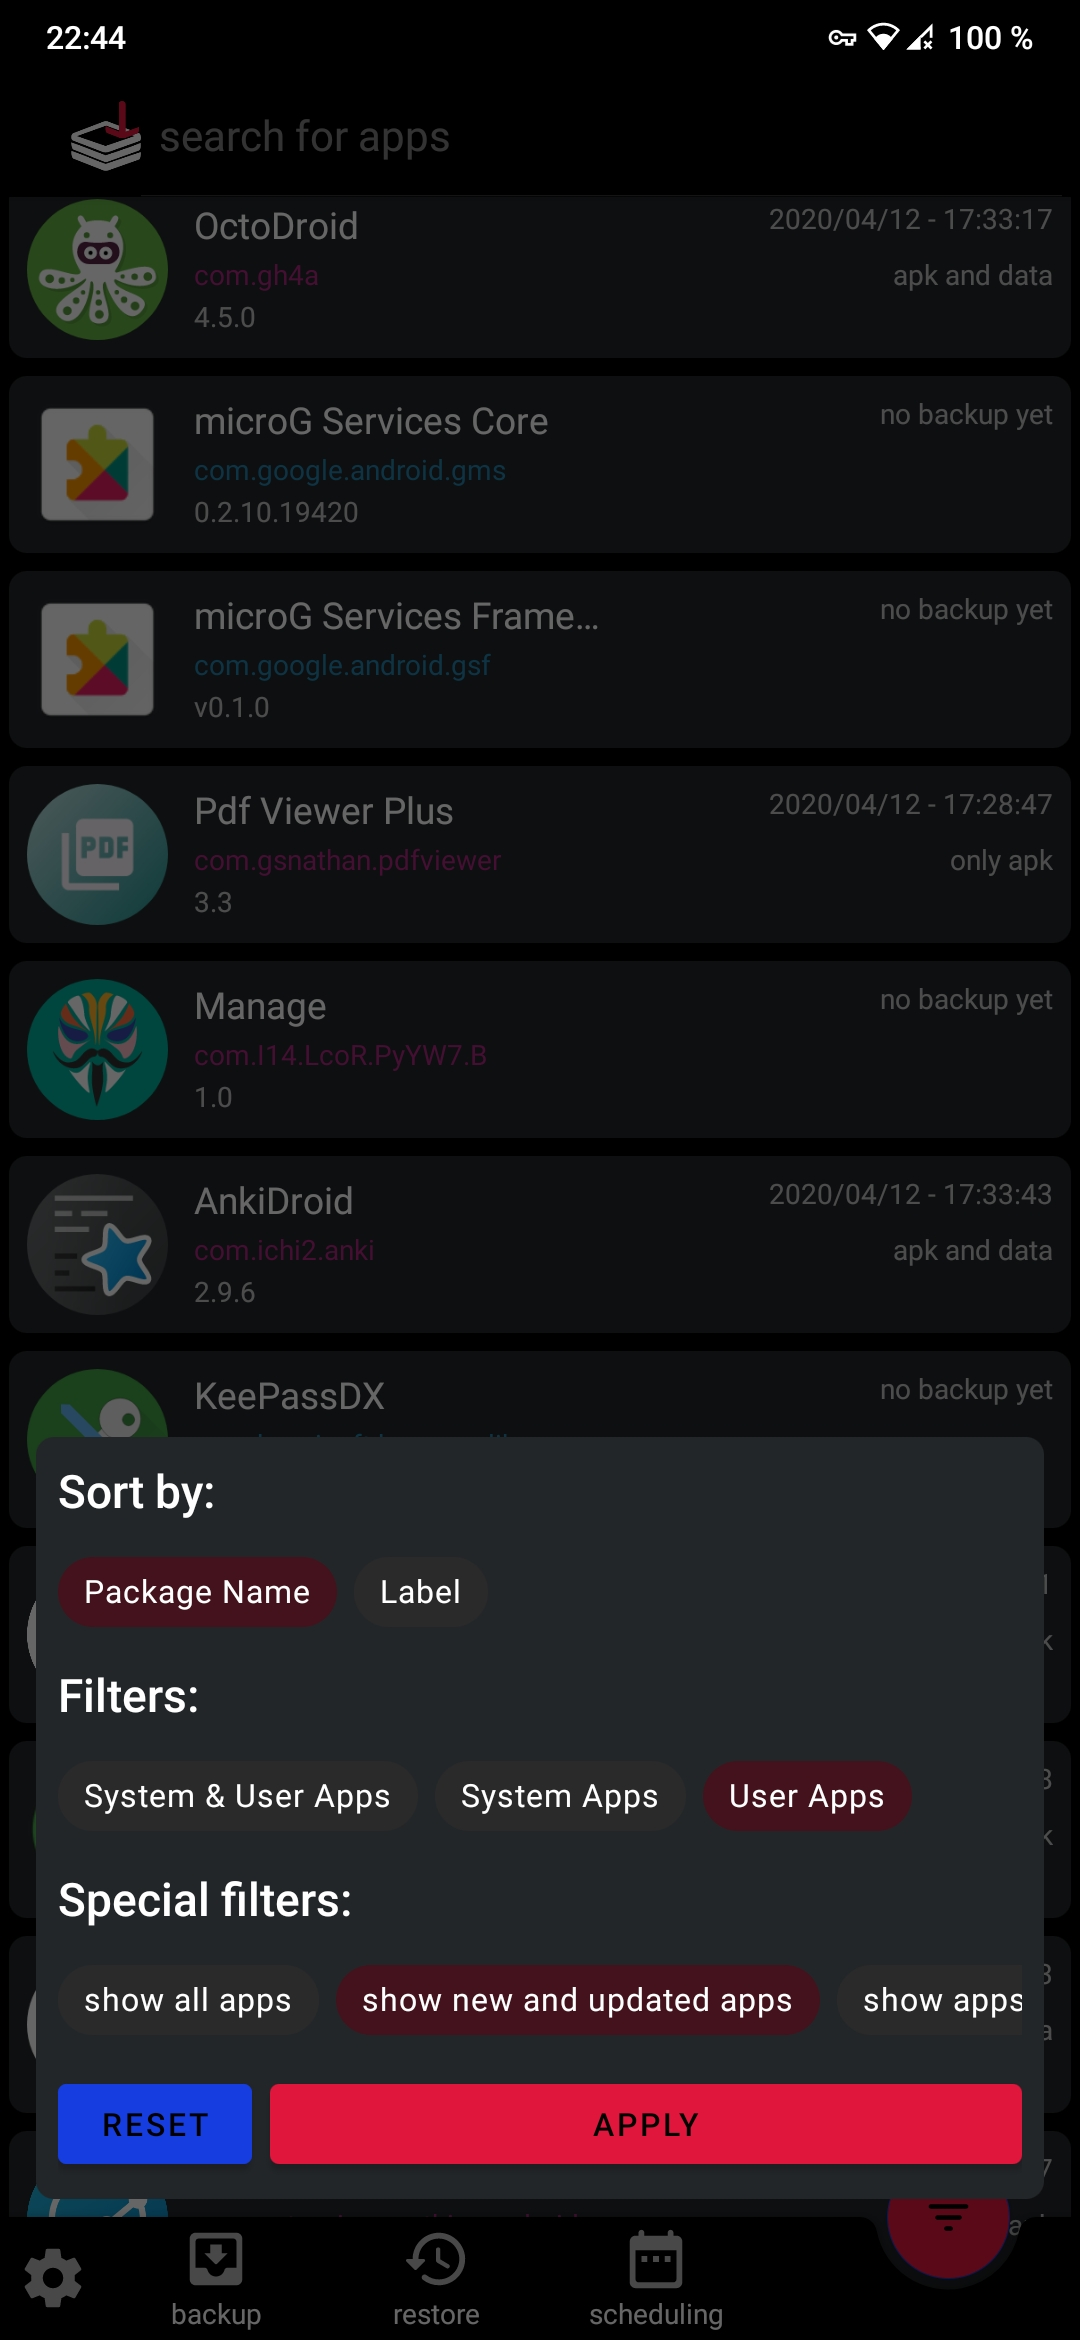 22:44
100 %
search for apps
OctoDroid
2020/04/12 - 17:33:17
com.gh4a
apk and data
4.5.0
microG Services Core
no backup yet
com.google.android.gms
0.2.10.19420
microG Services Frame...
no backup yet
com.google.android.gsf
v0.1.0
Pdf Viewer Plus
2020/04/12 - 17:28:47
PDF
com.gsnathan.pdfviewer
only apk
3.3
Manage
no backup yet
com.I14.LcoR.PyYW7.B
1.0
AnkiDroid
2020/04/12 - 17:33:43
com.ichi2.anki
apk and data
2.9.6
KeePassDX
no backup yet
Sort by:
Package Name
Label
Filters:
System & User Apps
System Apps
User Apps
Special filters:
show all apps
show new and updated apps
show apps
RESET
APPLY
backup
restore
scheduling